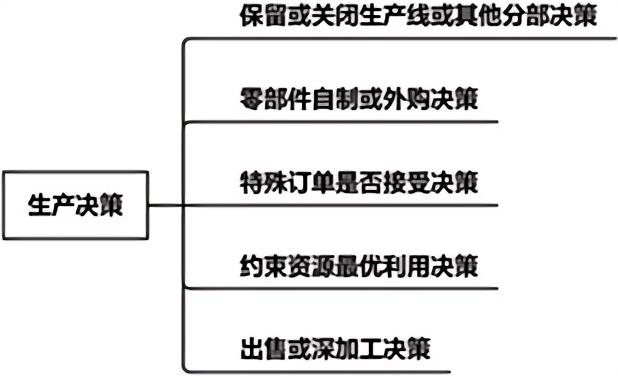 保留或关闭生产线或其他分部决策
零部件自制或外购决策
生产决策
特殊订单是否接受决策
约束资源最优利用决策
出售或深加工决策